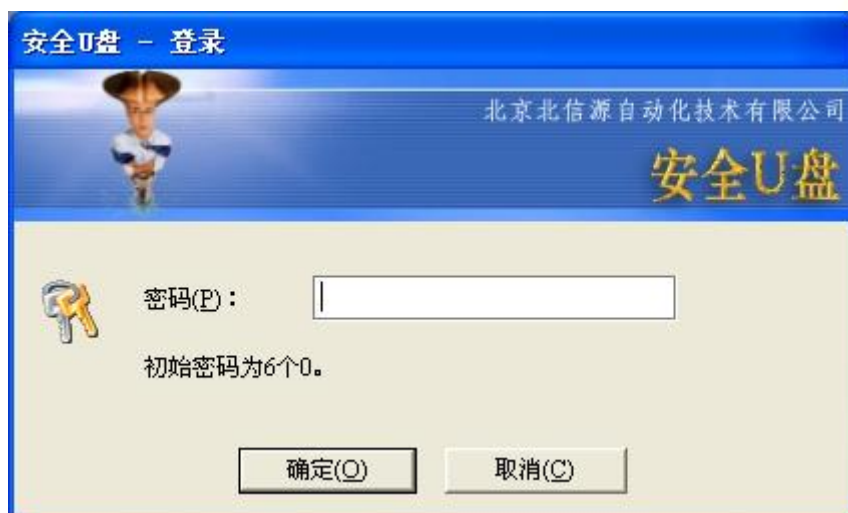 安全U盘 - 登录
北京北信源自动化技术有限公司
安全U盘
密码(P)：
初始密码为6个0。
确定(O) 取消(C)